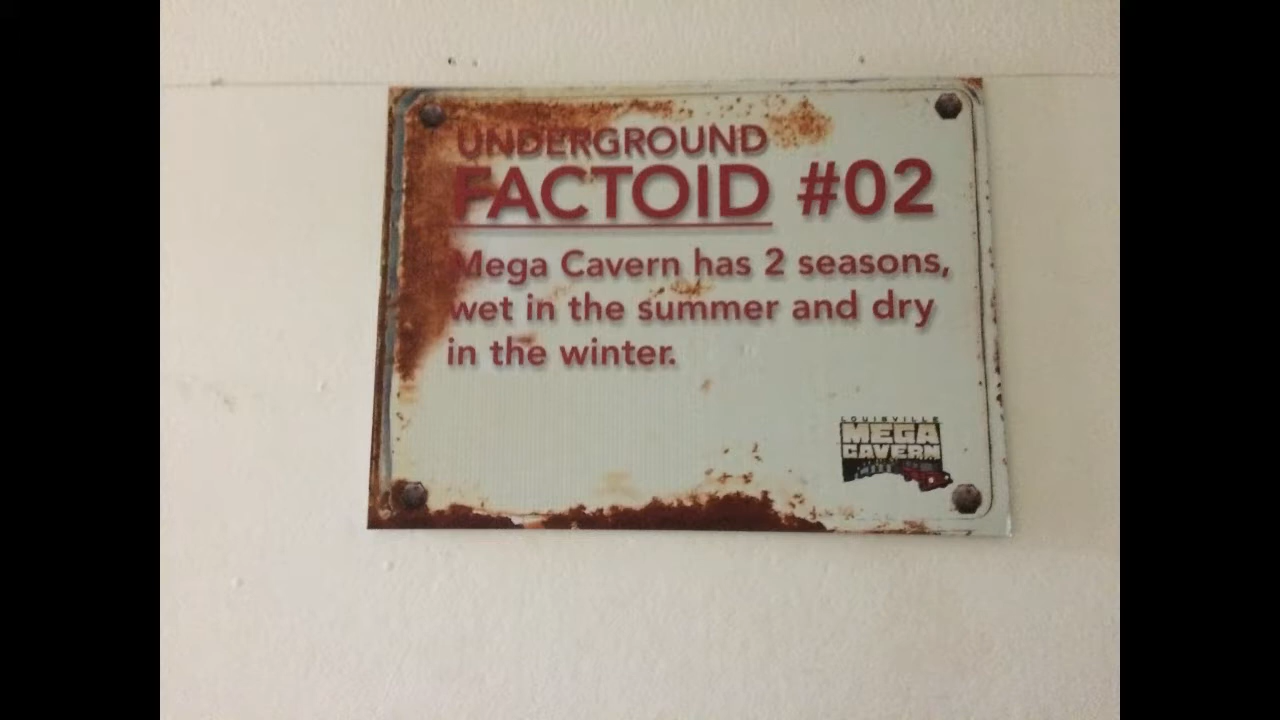 UNDERGROUND
FACTOID #02
Mega Cavern has 2 seasons,
wet in the summer and dry
in the winter.
LOUISVILLE
MEGA
CAVERN